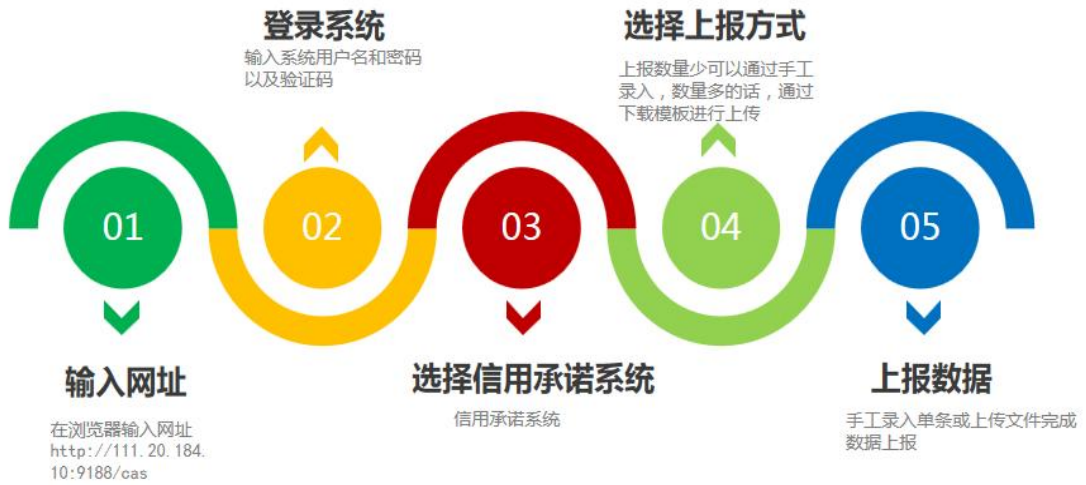 登录系统
输入系统用户名和密码
以及验证码
选择上报方式
上报数量少可以通过手工
录入，数量多的话，通过
下载模板进行上传
01
02
03
04
05
输入网址
在浏览器输入网址
http://111.20.184.
10:9188/cas
选择信用承诺系统
信用承诺系统
上报数据
手工录入单条或上传文件完成
数据上报